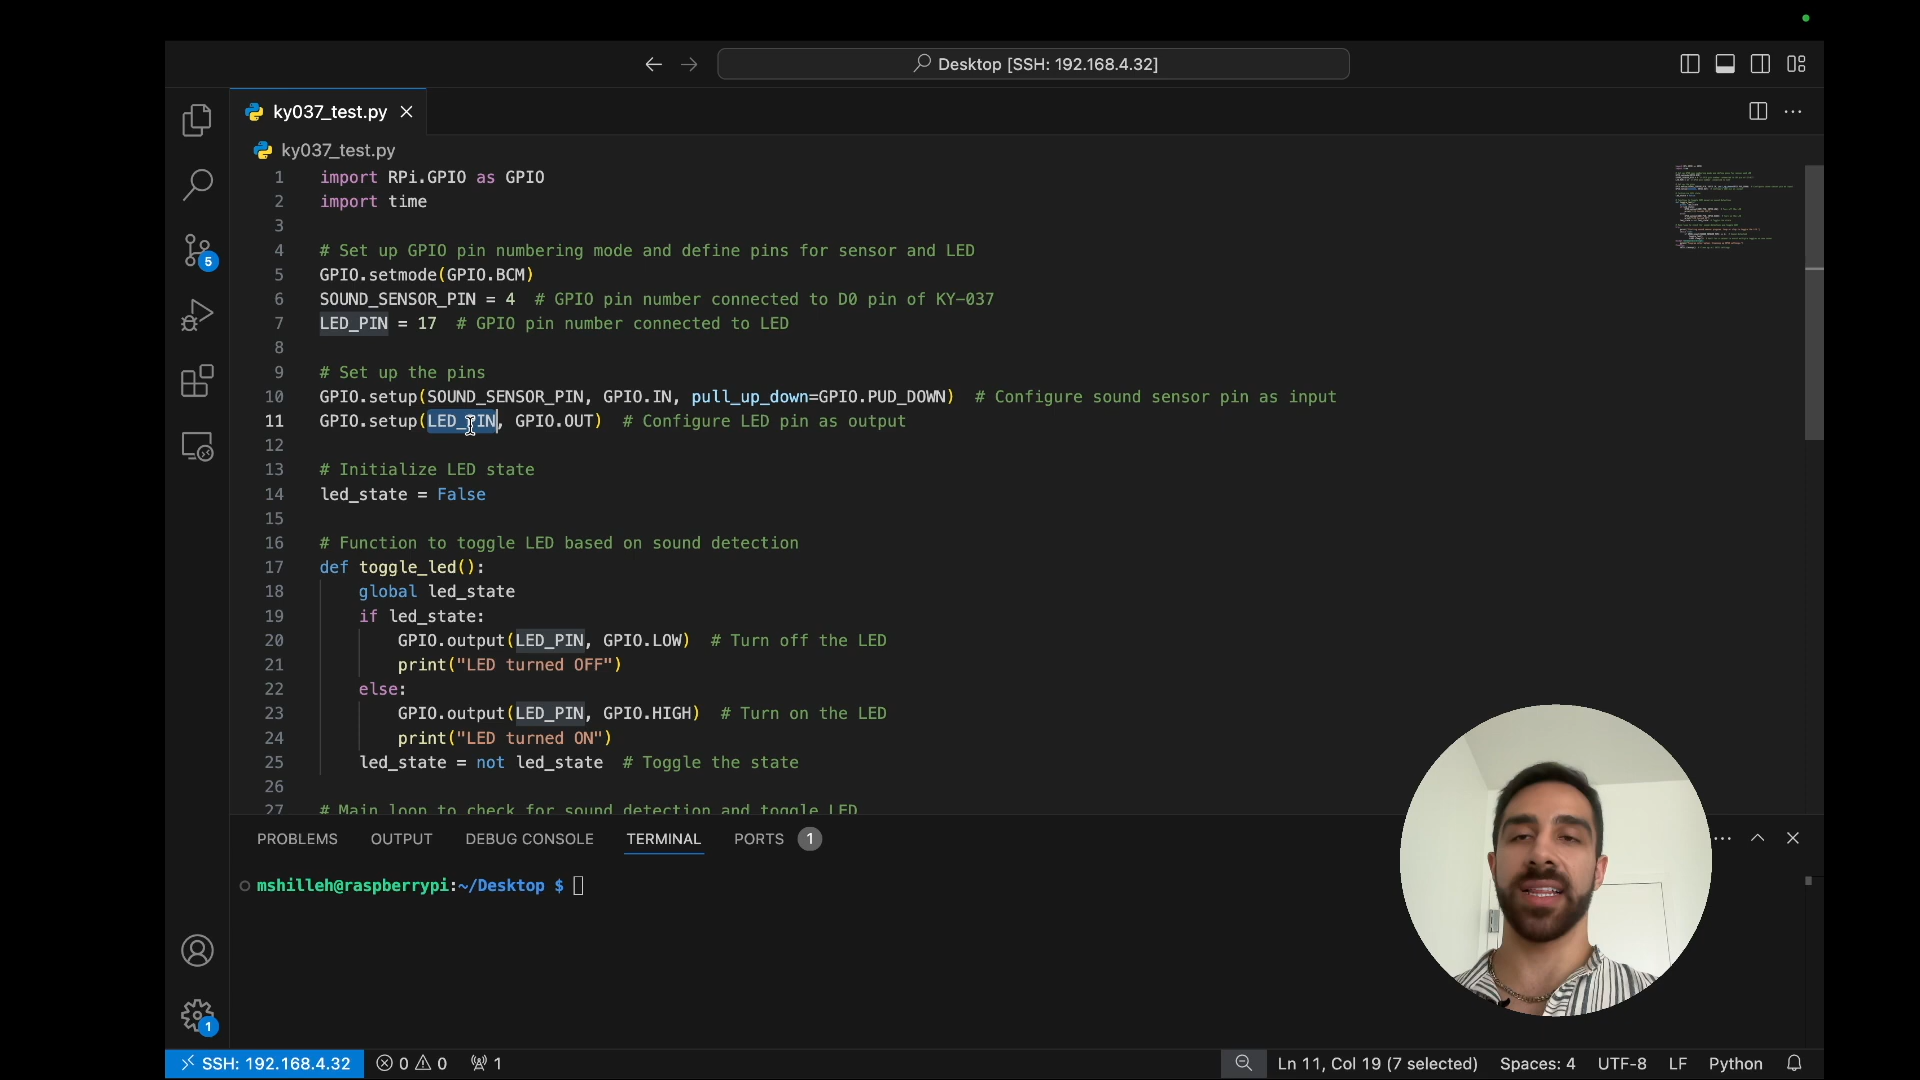 Desktop [SSH: 192.168.4.32]
ky037_test.py
ky037_test.py
1 import RPi.GPIO as GPIO
2 import time
3
4 # Set up GPIO pin numbering mode and define pins for sensor and LED
5 GPIO.setmode(GPIO.BCM)
6 SOUND_SENSOR_PIN = 4  # GPIO pin number connected to D0 pin of KY-037
7 LED_PIN = 17  # GPIO pin number connected to LED
8
9 # Set up the pins
10 GPIO.setup(SOUND_SENSOR_PIN, GPIO.IN, pull_up_down=GPIO.PUD_DOWN)  # Configure sound sensor pin as input
11 GPIO.setup(LED_PIN, GPIO.OUT)  # Configure LED pin as output
12
13 # Initialize LED state
14 led_state = False
15
16 # Function to toggle LED based on sound detection
17 def toggle_led():
18     global led_state
19     if led_state:
20         GPIO.output(LED_PIN, GPIO.LOW)  # Turn off the LED
21         print("LED turned OFF")
22     else:
23         GPIO.output(LED_PIN, GPIO.HIGH)  # Turn on the LED
24         print("LED turned ON")
25     led_state = not led_state  # Toggle the state
26
27 # Main loop to check for sound detection and toggle LED
PROBLEMS OUTPUT DEBUG CONSOLE TERMINAL PORTS 1
mshilleh@raspberrypi:~/Desktop $
5
1
SSH: 192.168.4.32 0 0 1 Ln 11, Col 19 (7 selected) Spaces: 4 UTF-8 LF Python